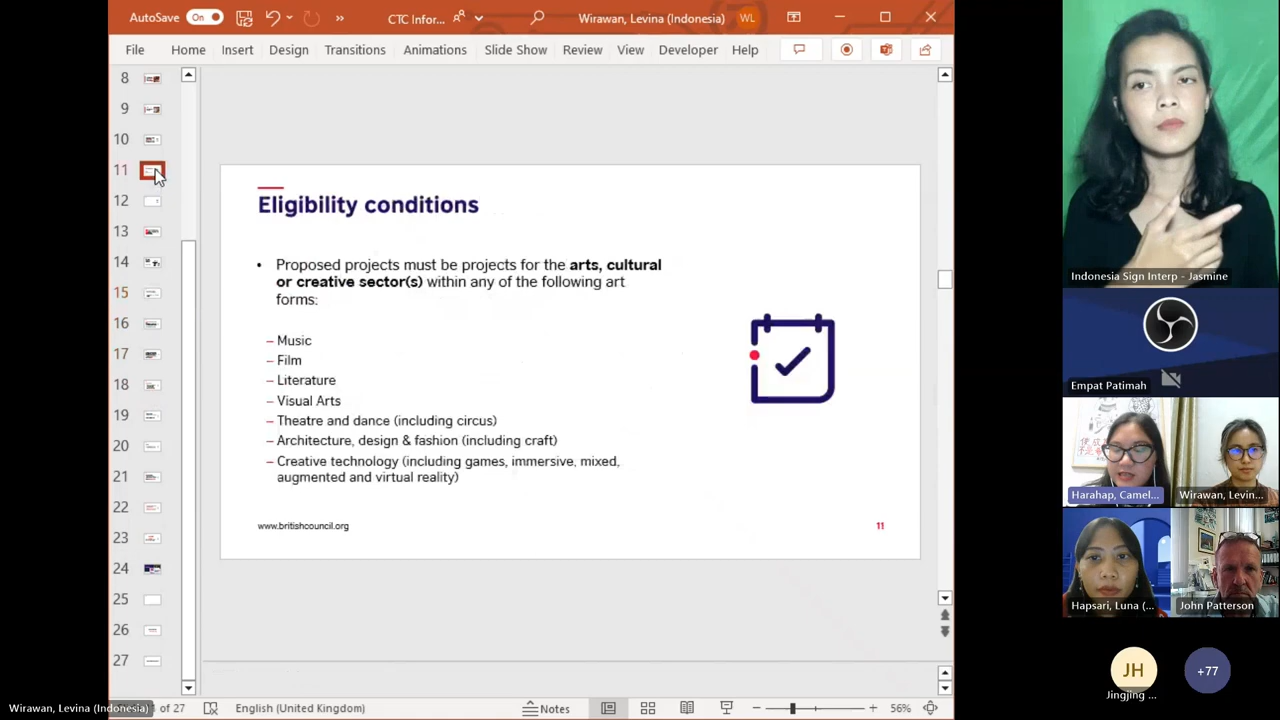 AutoSave
On
CTC Infor...
Wirawan, Levina (Indonesia)
WL
File Home Insert Design Transitions Animations Slide Show Review View Developer Help
8
9
10
11
12
13
14
15
16
17
18
19
20
21
22
23
24
25
26
27
Eligibility conditions
• Proposed projects must be projects for the arts, cultural
or creative sector(s) within any of the following art
forms:
– Music
– Film
– Literature
– Visual Arts
– Theatre and dance (including circus)
– Architecture, design & fashion (including craft)
– Creative technology (including games, immersive, mixed,
augmented and virtual reality)
www.britishcouncil.org
11
Wirawan, Levina (Indonesia)
of 27
English (United Kingdom)
Notes
56%
Indonesia Sign Interp - Jasmine
Empat Patimah
Harahap, Camel...
Wirawan, Levin...
Hapsari, Luna (...
John Patterson
JH
Jingjing ...
+77